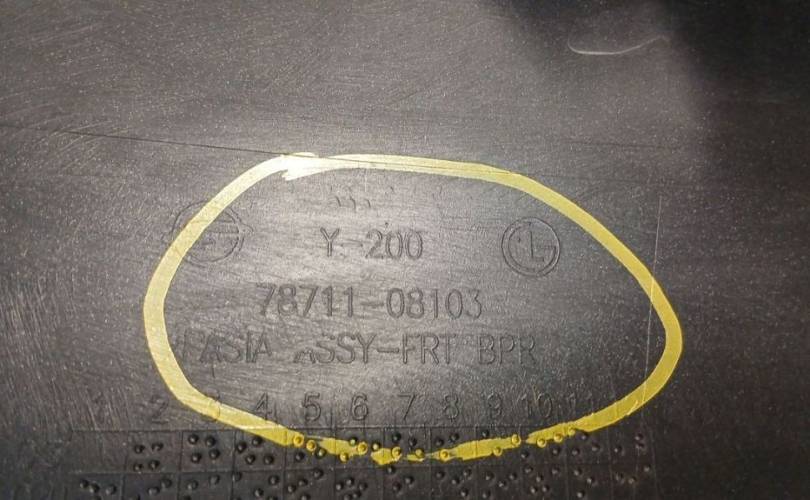 Y-200
78711-08103
FASIA ASSY-FRT BPR
1 2 3 4 5 6 7 8 9 10 11